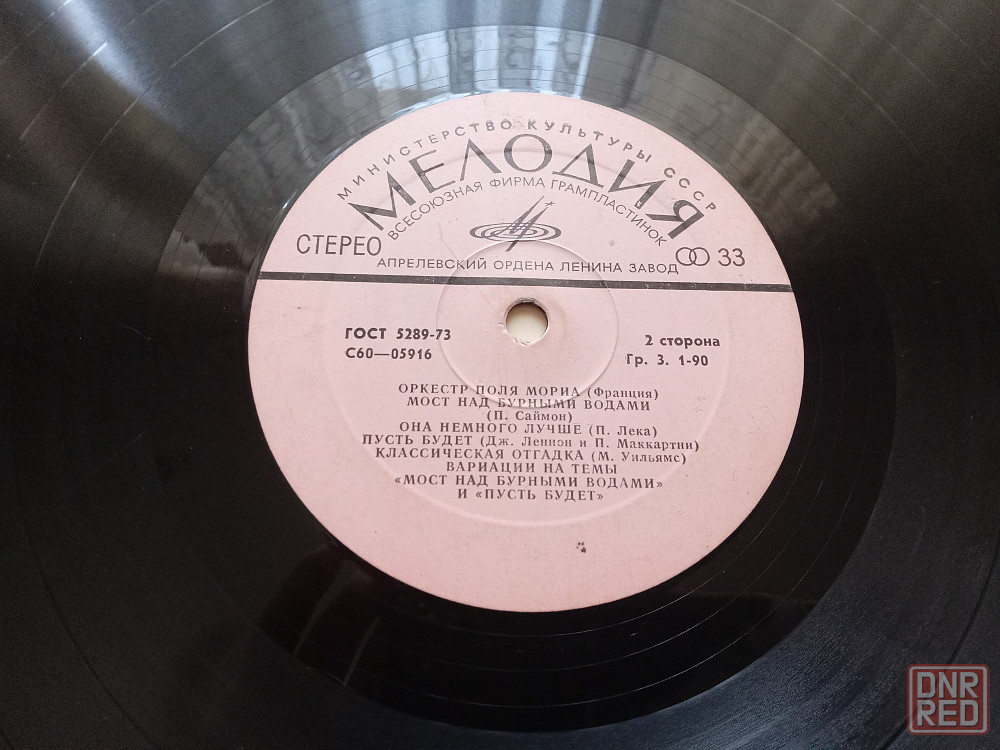 МИНИСТЕРСТВО КУЛЬТУРЫ СССР
МЕЛОДИЯ
ВСЕСОЮЗНАЯ ФИРМА ГРАМПЛАСТИНОК
СТЕРЕО
33
АПРЕЛЕВСКИЙ ОРДЕНА ЛЕНИНА ЗАВОД
ГОСТ 5289-73
2 сторона
С60—05916
Гр. 3. 1-90
ОРКЕСТР ПОЛЯ МОРИА (Франция)
МОСТ НАД БУРНЫМИ ВОДАМИ
(П. Саймон)
ОНА НЕМНОГО ЛУЧШЕ (П. Лека)
ПУСТЬ БУДЕТ (Дж. Леннон и П. Маккартни)
КЛАССИЧЕСКАЯ ОТГАДКА (М. Уильямс)
ВАРИАЦИИ НА ТЕМЫ
«МОСТ НАД БУРНЫМИ ВОДАМИ»
И «ПУСТЬ БУДЕТ»
DNR
RED